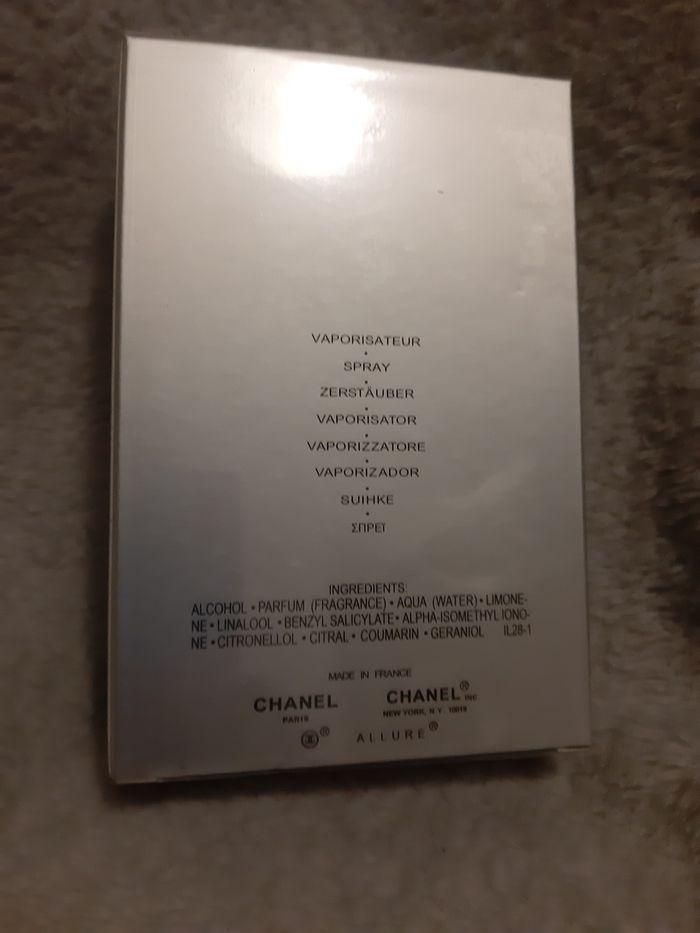 VAPORISATEUR
•
SPRAY
•
ZERSTÄUBER
•
VAPORISATOR
•
VAPORIZZATORE
•
VAPORIZADOR
•
SUIHKE
•
ΣΠΡΕΪ
INGREDIENTS:
ALCOHOL • PARFUM (FRAGRANCE) • AQUA (WATER) • LIMONE-
NE • LINALOOL • BENZYL SALICYLATE • ALPHA-ISOMETHYL IONO-
NE • CITRONELLOL • CITRAL • COUMARIN • GERANIOL IL28-1
MADE IN FRANCE
CHANEL CHANEL® INC
PARIS NEW YORK, N.Y. 10019
® ALLURE®